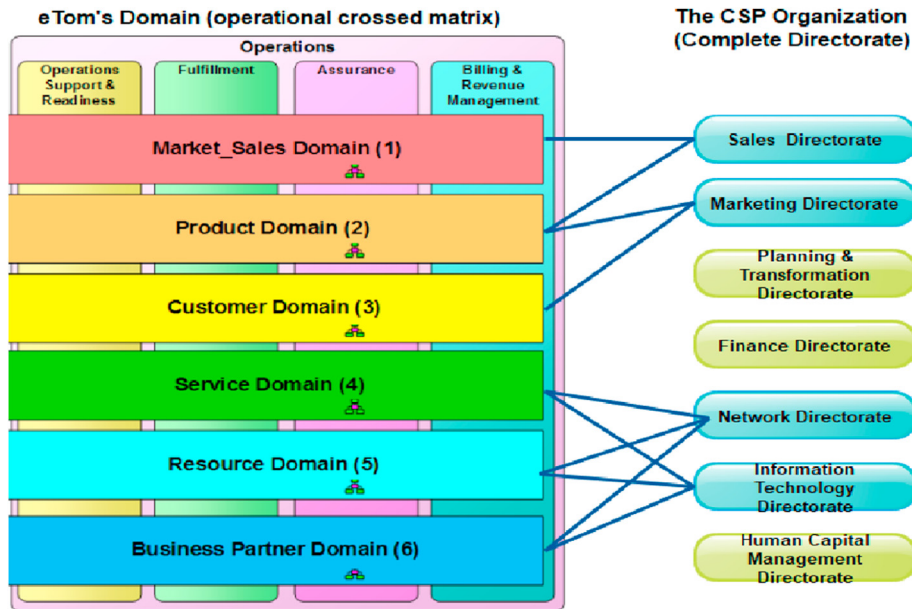 eTom's Domain (operational crossed matrix)
The CSP Organization
(Complete Directorate)
Operations
Operations
Support &
Readiness
Fulfillment
Assurance
Billing &
Revenue
Management
Market_Sales Domain (1)
Product Domain (2)
Customer Domain (3)
Service Domain (4)
Resource Domain (5)
Business Partner Domain (6)
Sales Directorate
Marketing Directorate
Planning &
Transformation
Directorate
Finance Directorate
Network Directorate
Information
Technology
Directorate
Human Capital
Management
Directorate